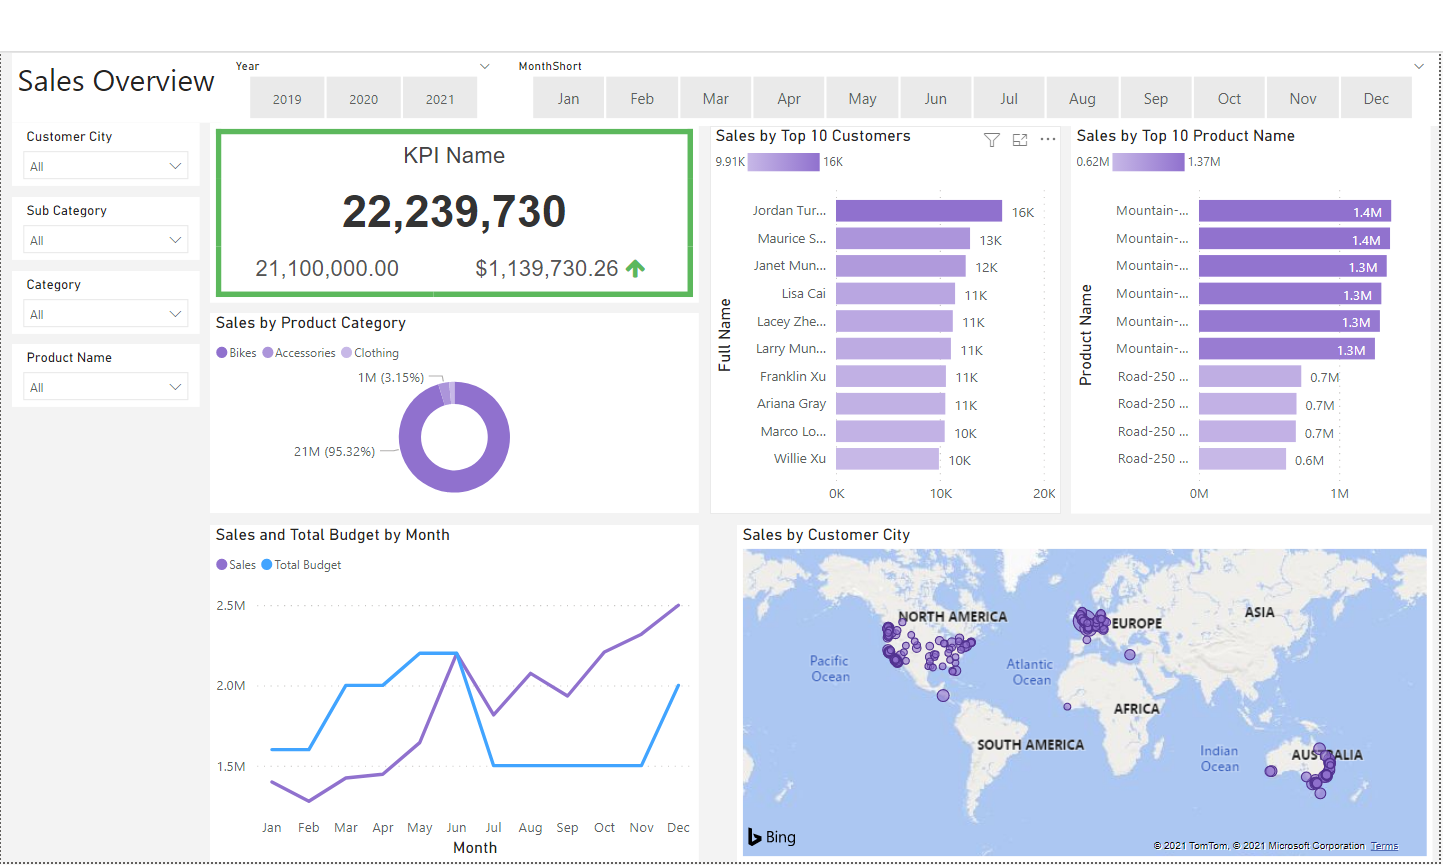 Sales Overview
Year
2019 2020 2021
MonthShort
Jan Feb Mar Apr May Jun Jul Aug Sep Oct Nov Dec
Customer City
All
Sub Category
All
Category
All
Product Name
All
KPI Name
22,239,730
21,100,000.00 $1,139,730.26
Sales by Product Category
Bikes Accessories Clothing
1M (3.15%)
21M (95.32%)
Sales by Top 10 Customers
9.91K 16K
Full Name
Jordan Tur... 16K
Maurice S... 13K
Janet Mun... 12K
Lisa Cai 11K
Lacey Zhe... 11K
Larry Mun... 11K
Franklin Xu 11K
Ariana Gray 11K
Marco Lo... 10K
Willie Xu 10K
0K 10K 20K
Sales by Top 10 Product Name
0.62M 1.37M
Product Name
Mountain-... 1.4M
Mountain-... 1.4M
Mountain-... 1.3M
Mountain-... 1.3M
Mountain-... 1.3M
Mountain-... 1.3M
Road-250 ... 0.7M
Road-250 ... 0.7M
Road-250 ... 0.7M
Road-250 ... 0.6M
0M 1M
Sales and Total Budget by Month
Sales Total Budget
2.5M
2.0M
1.5M
Jan Feb Mar Apr May Jun Jul Aug Sep Oct Nov Dec
Month
Sales by Customer City
NORTH AMERICA
EUROPE
ASIA
Pacific
Ocean
Atlantic
Ocean
AFRICA
SOUTH AMERICA
Indian
Ocean
AUSTRALIA
Bing
© 2021 TomTom, © 2021 Microsoft Corporation Terms